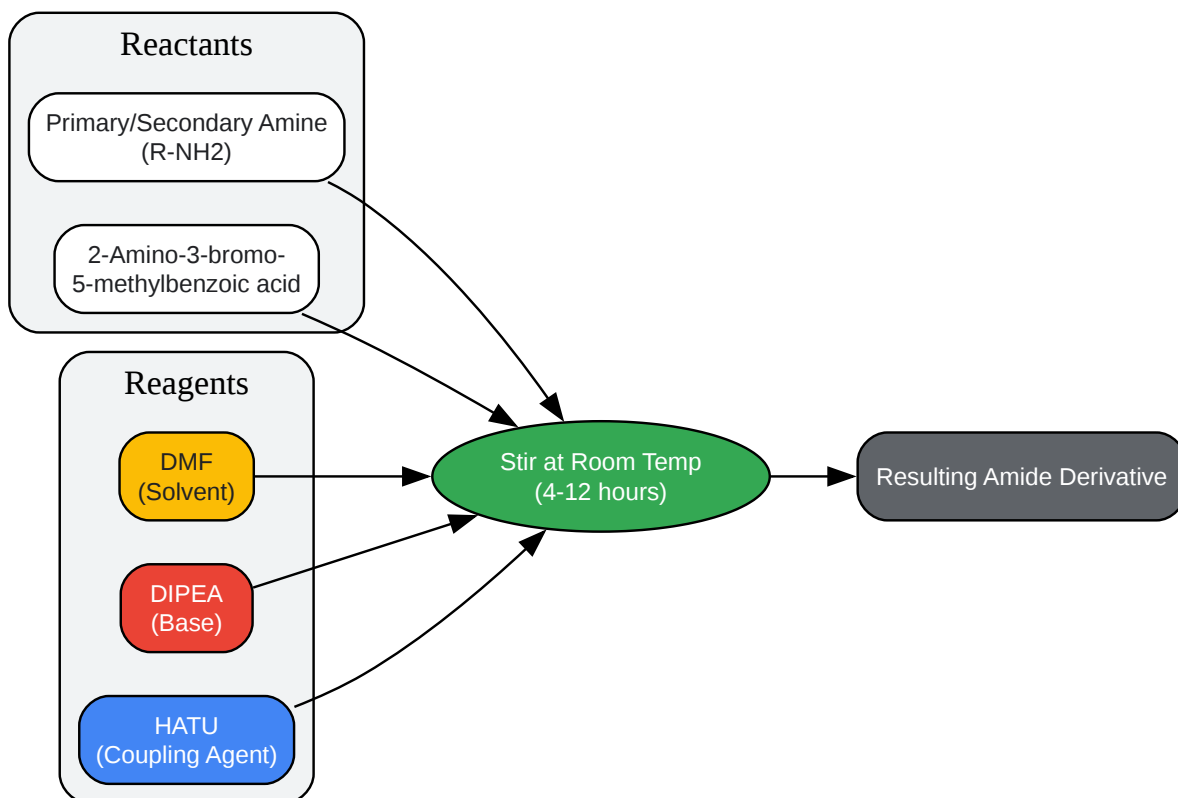 Reactants
Primary/Secondary Amine
(R-NH2)
2-Amino-3-bromo-
5-methylbenzoic acid
Reagents
DMF
(Solvent)
DIPEA
(Base)
HATU
(Coupling Agent)
Stir at Room Temp
(4-12 hours)
Resulting Amide Derivative